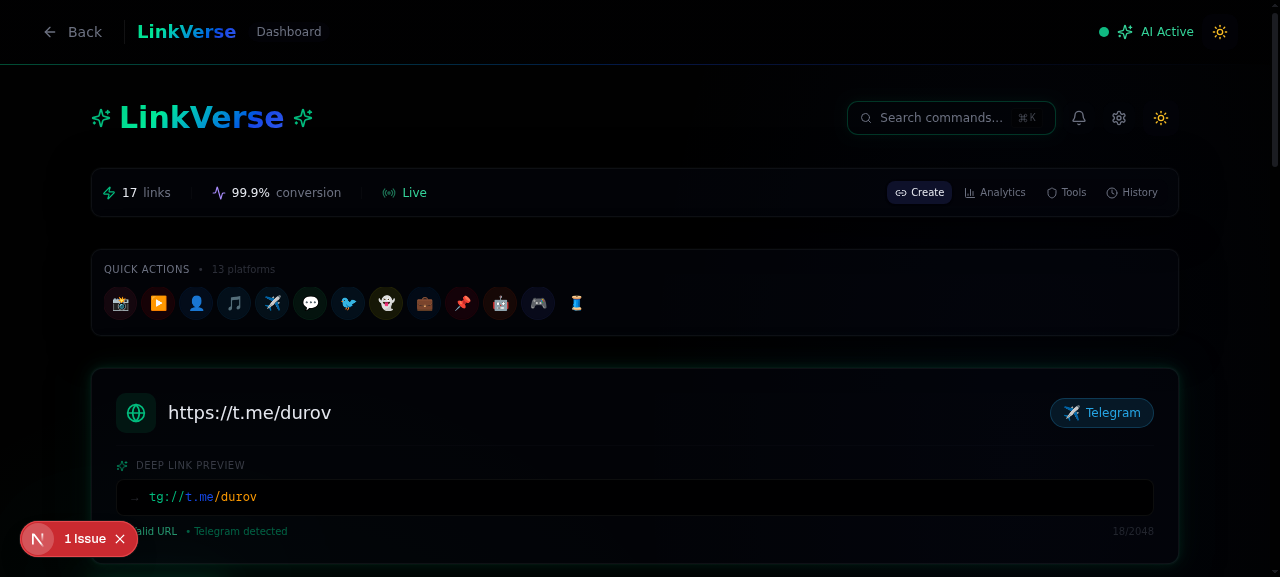 Back LinkVerse Dashboard AI Active
LinkVerse Search commands... ⌘K
17 links 99.9% conversion Live Create Analytics Tools History
QUICK ACTIONS • 13 platforms
https://t.me/durov Telegram
DEEP LINK PREVIEW
→ tg://t.me/durov
alid URL • Telegram detected 18/2048
N 1 Issue